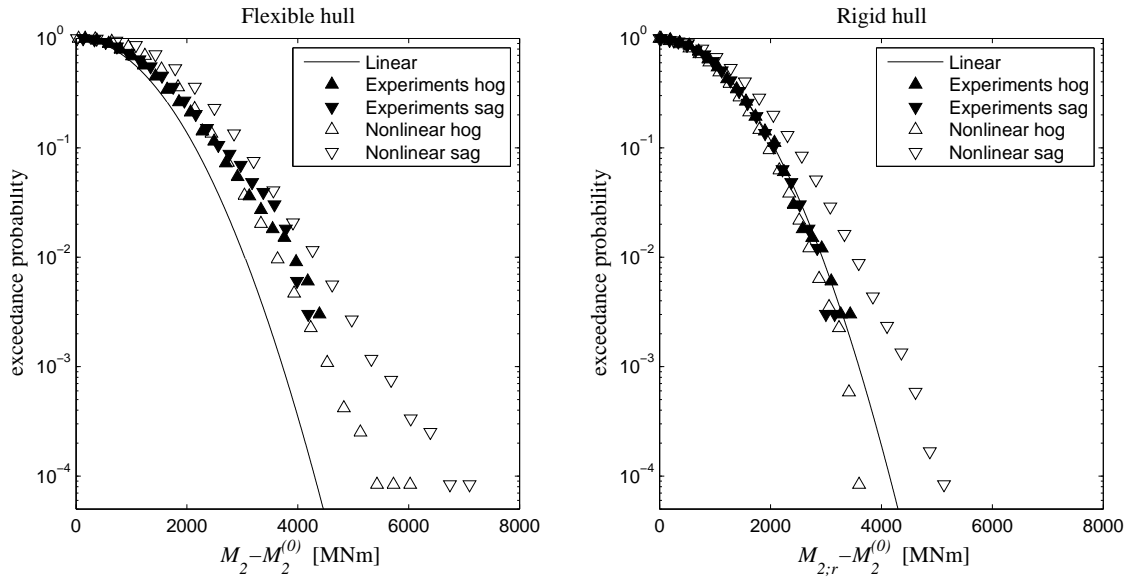 Flexible hull
10^0
10^{-1}
10^{-2}
10^{-3}
10^{-4}
exceedance probability
0 2000 4000 6000 8000
M_2−M_2^{(0)} [MNm]
Linear
Experiments hog
Experiments sag
Nonlinear hog
Nonlinear sag
Rigid hull
10^0
10^{-1}
10^{-2}
10^{-3}
10^{-4}
exceedance probability
0 2000 4000 6000 8000
M_{2;r}−M_2^{(0)} [MNm]
Linear
Experiments hog
Experiments sag
Nonlinear hog
Nonlinear sag